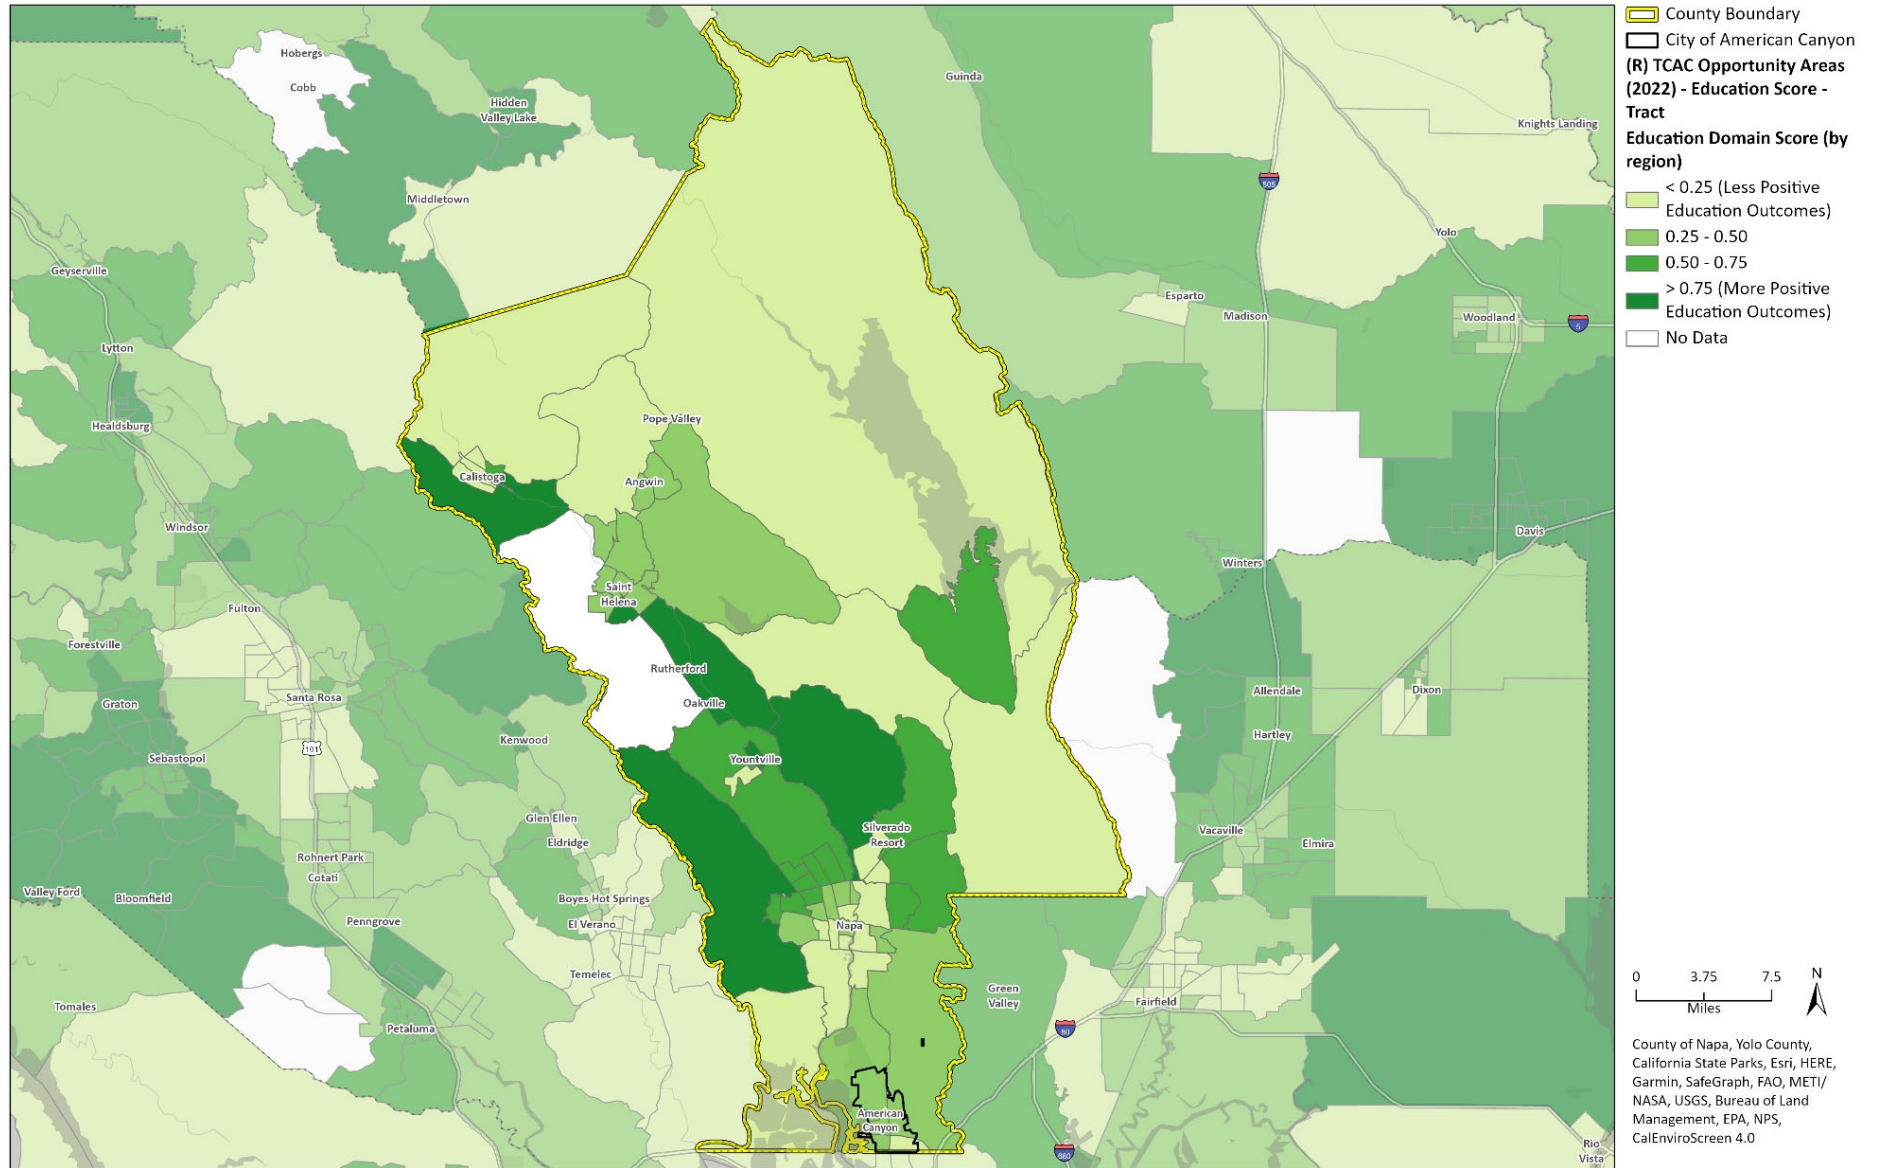 Hobergs
Cobb
Hidden
Valley Lake
Guinda
Knights Landing
505
Middletown
Yolo
Geyserville
Esparto
Madison
Woodland
5
Lytton
Healdsburg
Pope Valley
Calistoga
Angwin
Windsor
Davis
Winters
Saint
Helena
Fulton
Forestville
Rutherford
Santa Rosa
Graton
Oakville
Allendale
Dixon
101
Kenwood
Hartley
Sebastopol
Yountville
Glen Ellen
Eldridge
Silverado
Resort
Vacaville
Elmira
Rohnert Park
Cotati
Valley Ford
Bloomfield
Boyes Hot Springs
El Verano
Penngrove
Napa
Temelec
Green
Valley
Fairfield
Tomales
Petaluma
80
American
Canyon
680
Rio
Vista
County Boundary
City of American Canyon
(R) TCAC Opportunity Areas
(2022) - Education Score -
Tract
Education Domain Score (by
region)
< 0.25 (Less Positive
Education Outcomes)
0.25 - 0.50
0.50 - 0.75
> 0.75 (More Positive
Education Outcomes)
No Data
0 3.75 7.5
Miles
N
County of Napa, Yolo County,
California State Parks, Esri, HERE,
Garmin, SafeGraph, FAO, METI/
NASA, USGS, Bureau of Land
Management, EPA, NPS,
CalEnviroScreen 4.0